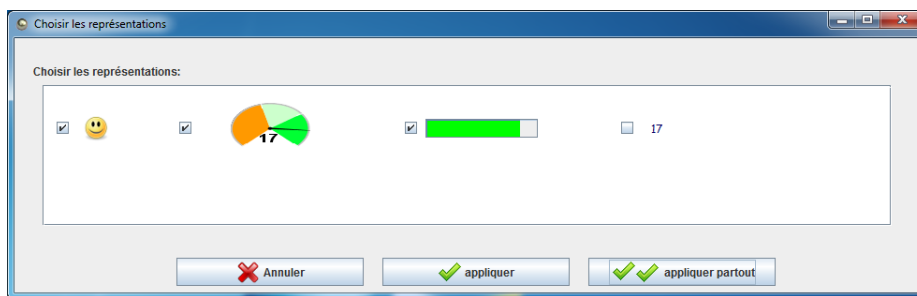 Choisir les représentations
Choisir les représentations:
17
17
Annuler
appliquer
appliquer partout